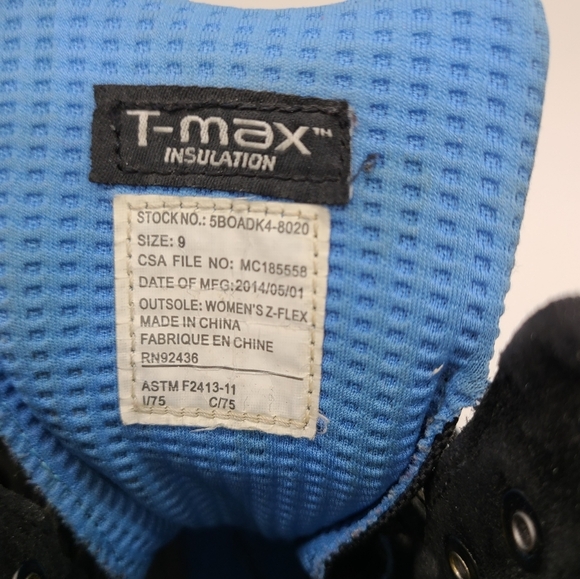 T-max™
INSULATION
STOCK NO.: 5BOADK4-8020
SIZE: 9
CSA FILE NO: MC185558
DATE OF MFG:2014/05/01
OUTSOLE: WOMEN'S Z-FLEX
MADE IN CHINA
FABRIQUE EN CHINE
RN92436
ASTM F2413-11
I/75 C/75